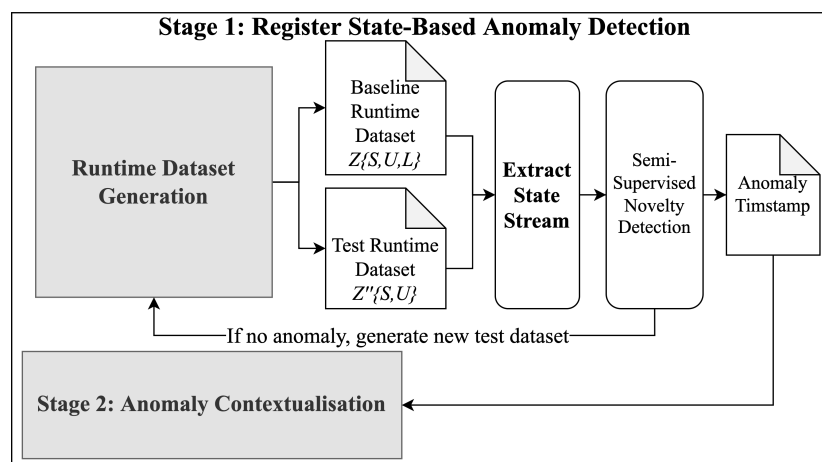 Stage 1: Register State-Based Anomaly Detection
Runtime Dataset
Generation
Baseline
Runtime
Dataset
Z{S,U,L}
Test Runtime
Dataset
Z"{S,U}
Extract
State
Stream
Semi-
Supervised
Novelty
Detection
Anomaly
Timstamp
If no anomaly, generate new test dataset
Stage 2: Anomaly Contextualisation